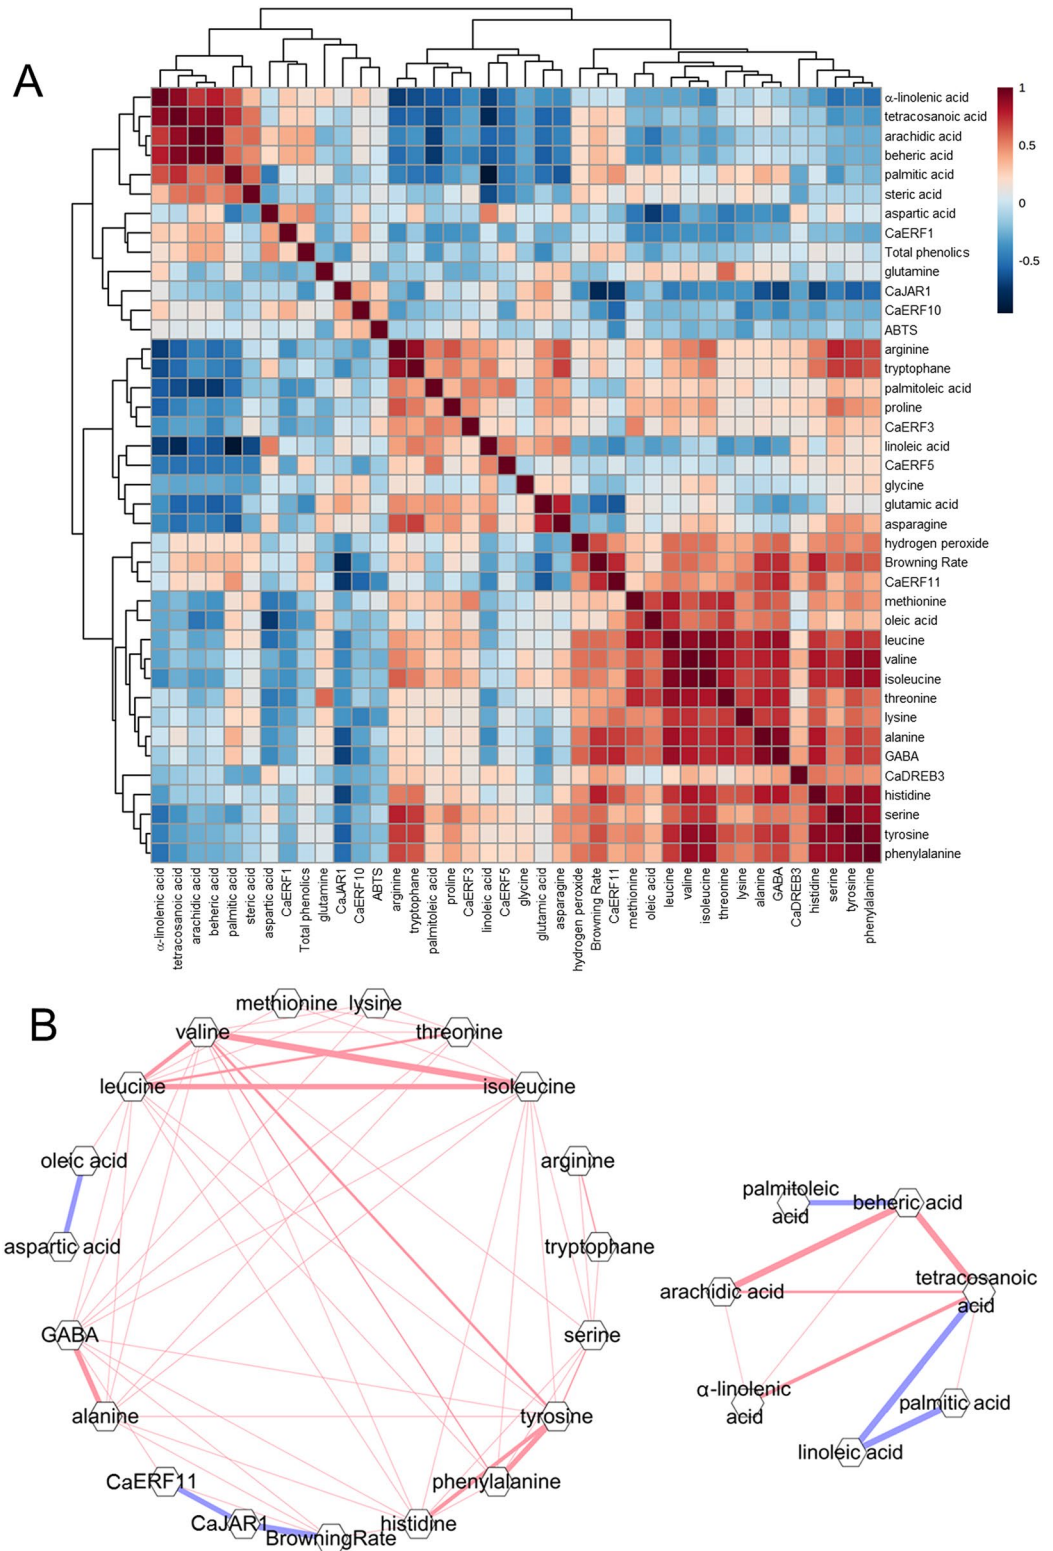 A
α-linolenic acid
tetracosanoic acid
arachidic acid
beheric acid
palmitic acid
steric acid
aspartic acid
CaERF1
Total phenolics
glutamine
CaJAR1
CaERF10
ABTS
arginine
tryptophane
palmitoleic acid
proline
CaERF3
linoleic acid
CaERF5
glycine
glutamic acid
asparagine
hydrogen peroxide
Browning Rate
CaERF11
methionine
oleic acid
leucine
valine
isoleucine
threonine
lysine
alanine
GABA
CaDREB3
histidine
serine
tyrosine
phenylalanine
1
0.5
0
-0.5
α-linolenic acid
tetracosanoic acid
arachidic acid
beheric acid
palmitic acid
steric acid
aspartic acid
CaERF1
Total phenolics
glutamine
CaJAR1
CaERF10
ABTS
arginine
tryptophane
palmitoleic acid
proline
CaERF3
linoleic acid
CaERF5
glycine
glutamic acid
asparagine
hydrogen peroxide
Browning Rate
CaERF11
methionine
oleic acid
leucine
valine
isoleucine
threonine
lysine
alanine
GABA
CaDREB3
histidine
serine
tyrosine
phenylalanine
B
methionine
lysine
valine
threonine
leucine
isoleucine
oleic acid
arginine
aspartic acid
tryptophane
GABA
serine
alanine
tyrosine
CaERF11
phenylalanine
CaJAR1
BrowningRate
histidine
palmitoleic
acid
beheric acid
arachidic acid
tetracosanoic
acid
α-linolenic
acid
palmitic acid
linoleic acid